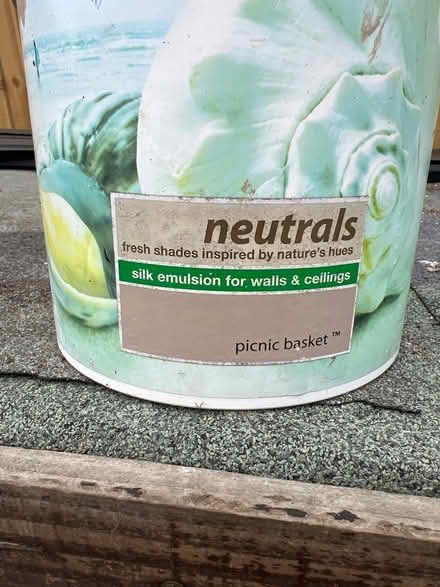 neutrals
fresh shades inspired by nature's hues
silk emulsion for walls & ceilings
picnic basket™